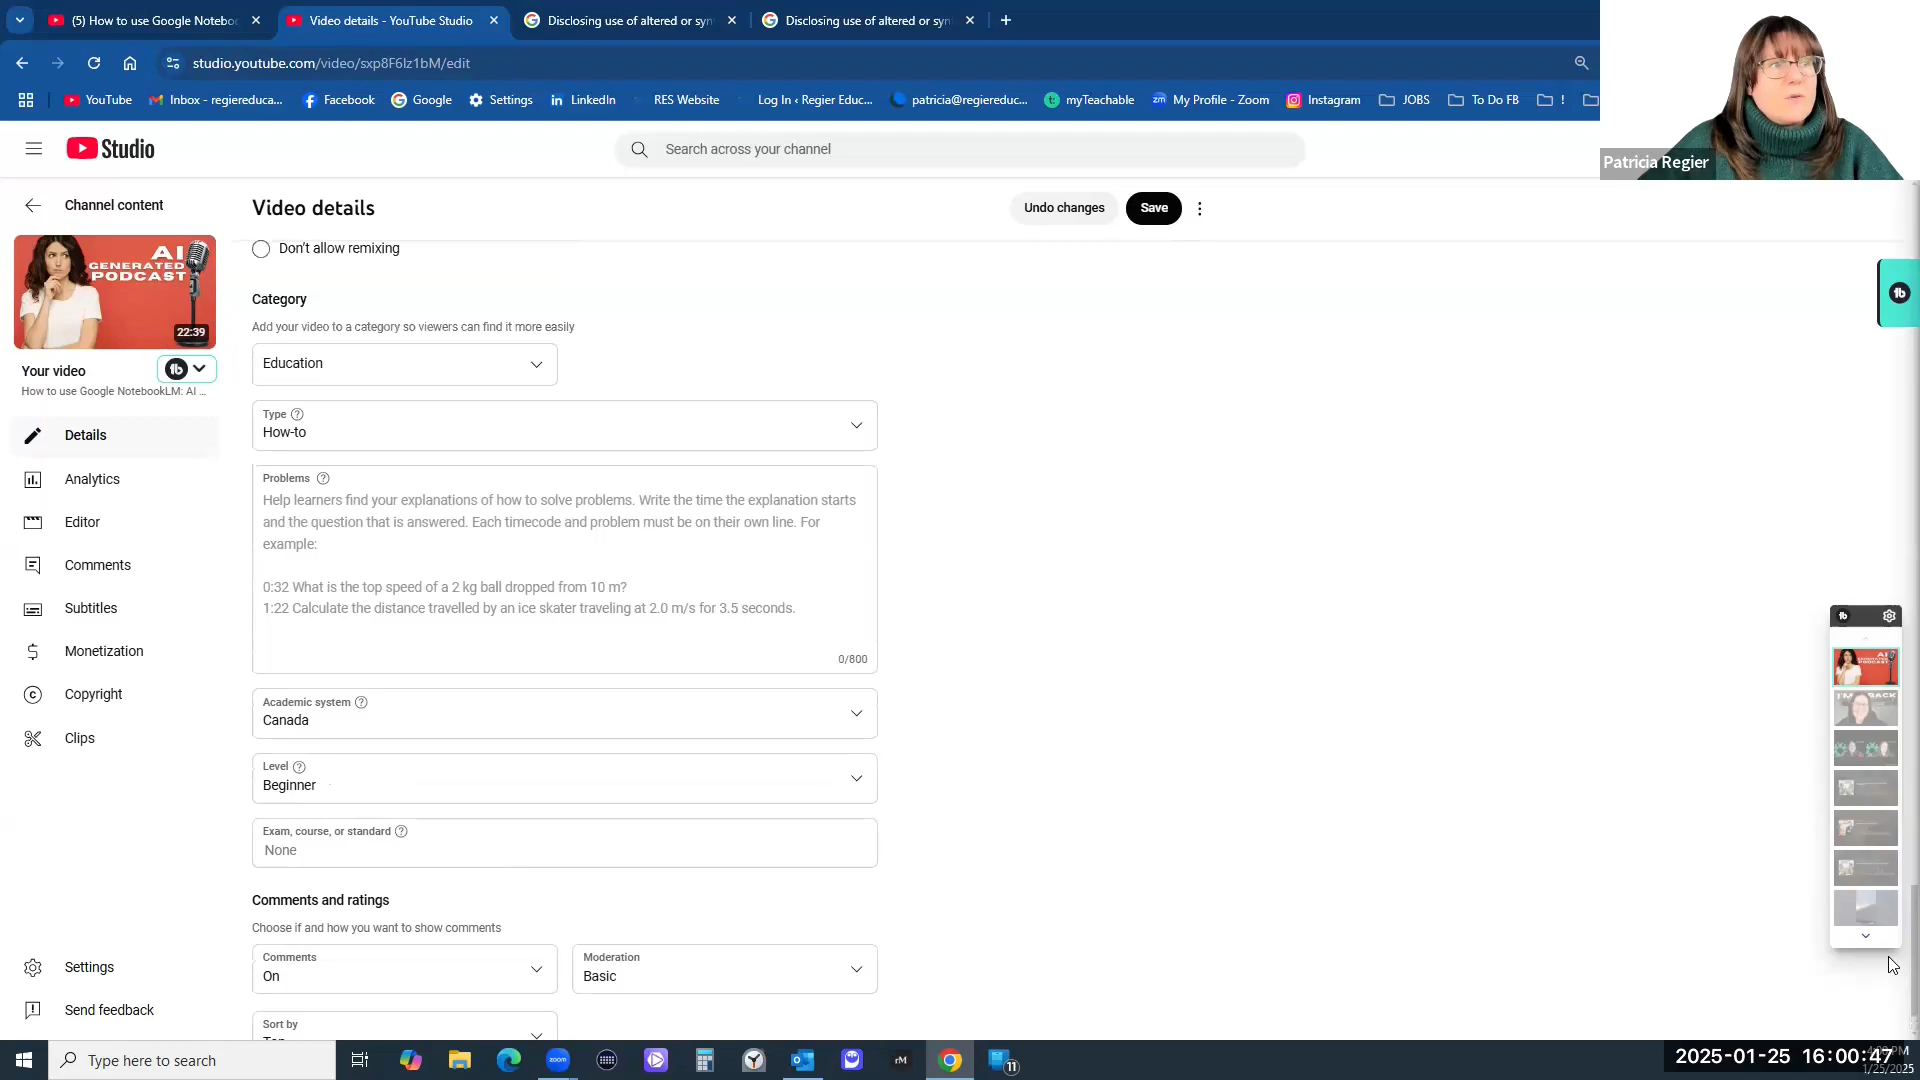 (5) How to use Google Notebo
Video details - YouTube Studio
Disclosing use of altered or syn
Disclosing use of altered or syn
studio.youtube.com/video/sxp8F6lz1bM/edit
YouTube
Inbox - regiereduca...
Facebook
Google
Settings
LinkedIn
RES Website
Log In ‹ Regier Educ...
patricia@regiereduc...
myTeachable
My Profile - Zoom
Instagram
JOBS
To Do FB
!
Patricia Regier
Studio
Search across your channel
Channel content
Video details
Undo changes
Save
AI
GENERATED
PODCAST
22:39
Your video
How to use Google NotebookLM: AI ...
Details
Analytics
Editor
Comments
Subtitles
Monetization
Copyright
Clips
Settings
Send feedback
Don't allow remixing
Category
Add your video to a category so viewers can find it more easily
Education
Type
How-to
Problems
Help learners find your explanations of how to solve problems. Write the time the explanation starts
and the question that is answered. Each timecode and problem must be on their own line. For
example:
0:32 What is the top speed of a 2 kg ball dropped from 10 m?
1:22 Calculate the distance travelled by an ice skater traveling at 2.0 m/s for 3.5 seconds.
0/800
Academic system
Canada
Level
Beginner
Exam, course, or standard
None
Comments and ratings
Choose if and how you want to show comments
Comments
On
Moderation
Basic
Sort by
Type here to search
zoom
rM
11
2025-01-25 16:00:47
1/25/2025